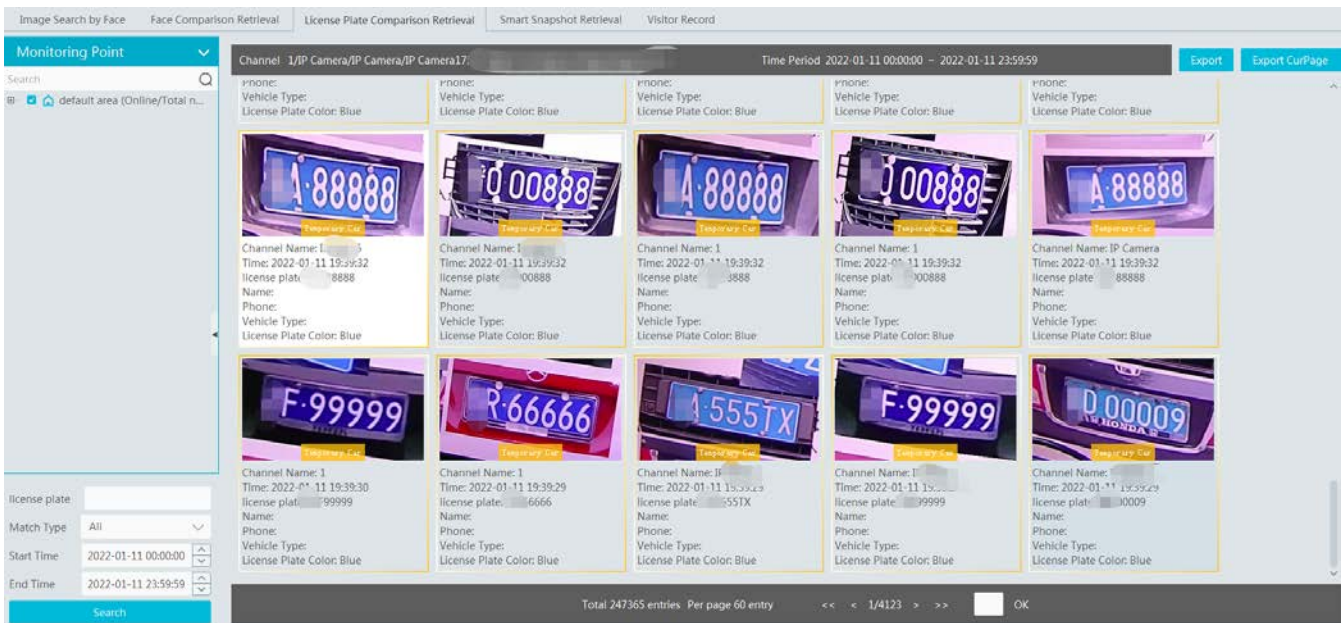 Image Search by Face Face Comparison Retrieval License Plate Comparison Retrieval Smart Snapshot Retrieval Visitor Record
Monitoring Point
Search
default area (Online/Total n...
license plate
Match Type All
Start Time 2022-01-11 00:00:00
End Time 2022-01-11 23:59:59
Search
Channel 1/IP Camera/IP Camera/IP Camera17 Time Period 2022-01-11 00:00:00 ~ 2022-01-11 23:59:59 Export Export CurPage
Phone: Phone: Phone: Phone: Phone:
Vehicle Type: Vehicle Type: Vehicle Type: Vehicle Type: Vehicle Type:
License Plate Color: Blue License Plate Color: Blue License Plate Color: Blue License Plate Color: Blue License Plate Color: Blue
A·88888 00888 A·88888 00888 A·88888
Temporary Car Temporary Car Temporary Car Temporary Car Temporary Car
Channel Name: Channel Name: Channel Name: 1 Channel Name: 1 Channel Name: IP Camera
Time: 2022-01-11 19:39:32 Time: 2022-01-11 19:39:32 Time: 2022-01-11 19:39:32 Time: 2022-01-11 19:39:32 Time: 2022-01-11 19:39:32
license plate 8888 license plate 00888 license plate 8888 license plate 00888 license plate 88888
Name: Name: Name: Name: Name:
Phone: Phone: Phone: Phone: Phone:
Vehicle Type: Vehicle Type: Vehicle Type: Vehicle Type: Vehicle Type:
License Plate Color: Blue License Plate Color: Blue License Plate Color: Blue License Plate Color: Blue License Plate Color: Blue
F·99999 R·66666 A·555TX F·99999 D·00009
HONDA
Temporary Car Temporary Car Temporary Car Temporary Car Temporary Car
Channel Name: 1 Channel Name: 1 Channel Name: Channel Name: Channel Name:
Time: 2022-01-11 19:39:30 Time: 2022-01-11 19:39:29 Time: 2022-01-11 19:39:29 Time: 2022-01-11 Time: 2022-01-11 19:39:29
license plate 99999 license plate: 6666 license plate 555TX license plate 99999 license plate 0009
Name: Name: Name: Name: Name:
Phone: Phone: Phone: Phone: Phone:
Vehicle Type: Vehicle Type: Vehicle Type: Vehicle Type: Vehicle Type:
License Plate Color: Blue License Plate Color: Blue License Plate Color: Blue License Plate Color: Blue License Plate Color: Blue
Total 247365 entries Per page 60 entry << < 1/4123 > >> OK